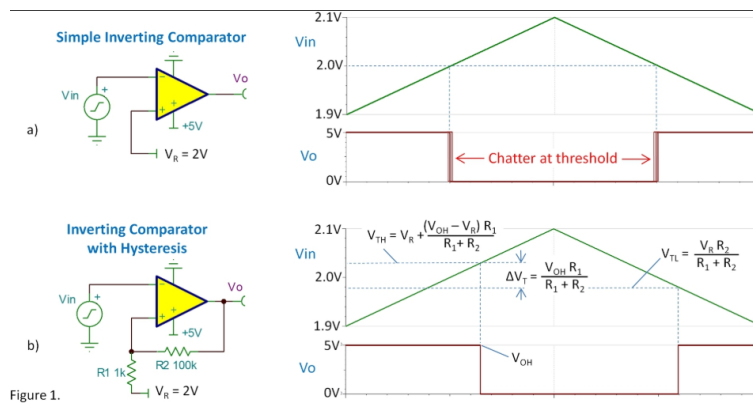 Simple Inverting Comparator
Vin
+
−
+
+
Vo
+5V
V_R = 2V
a)
2.1V
Vin
2.0V
1.9V
5V
Vo
0V
Chatter at threshold
Inverting Comparator
with Hysteresis
Vin
+
−
+
+
Vo
+5V
R2 100k
R1 1k
V_R = 2V
b)
2.1V
Vin
2.0V
1.9V
V_TH = V_R + (V_OH – V_R) R_1
R_1 + R_2
ΔV_T = V_OH R_1
R_1 + R_2
V_TL = V_R R_2
R_1 + R_2
5V
Vo
0V
V_OH
Figure 1.